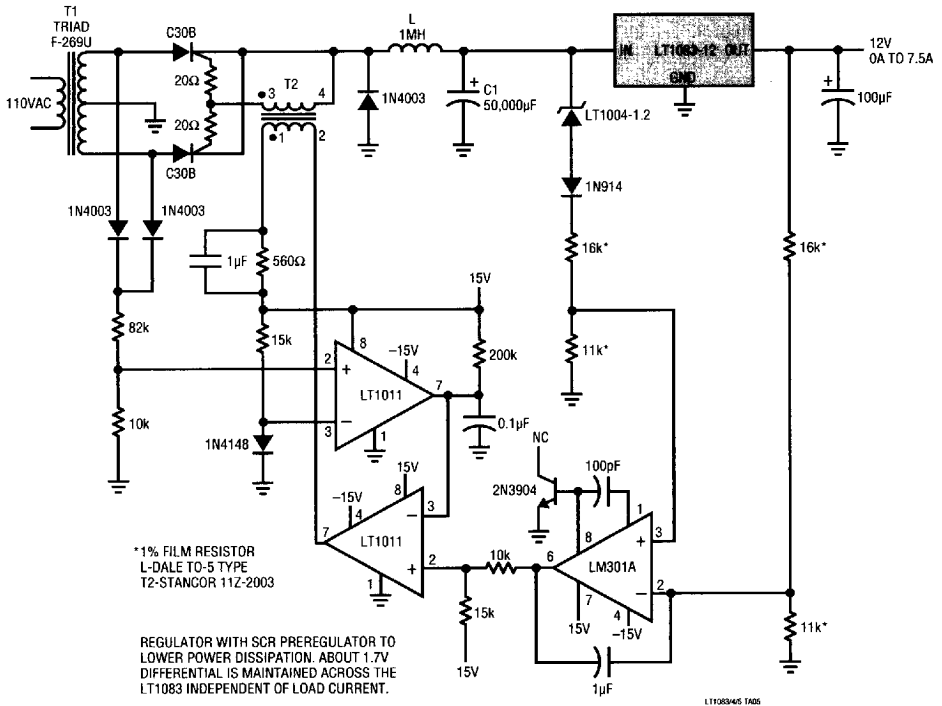 T1
TRIAD
F-269U
110VAC
C30B
20Ω
20Ω
C30B
T2
3
4
1
2
L
1MH
1N4003
+
C1
50,000µF
IN
LT1083-12
OUT
GND
12V
0A TO 7.5A
+
100µF
LT1004-1.2
1N914
16k*
16k*
11k*
1N4003
1N4003
1µF
560Ω
82k
15k
10k
1N4148
15V
200k
0.1µF
2
+
8
-15V
4
7
LT1011
3
−
1
15V
8
-15V
4
7
LT1011
−
3
+
2
1
10k
15k
15V
NC
2N3904
100pF
1
8
+
3
6
LM301A
−
2
7
15V
4
-15V
1µF
11k*
*1% FILM RESISTOR
L-DALE TO-5 TYPE
T2-STANCOR 11Z-2003
REGULATOR WITH SCR PREREGULATOR TO
LOWER POWER DISSIPATION. ABOUT 1.7V
DIFFERENTIAL IS MAINTAINED ACROSS THE
LT1083 INDEPENDENT OF LOAD CURRENT.
LT1083/4/5 TA05